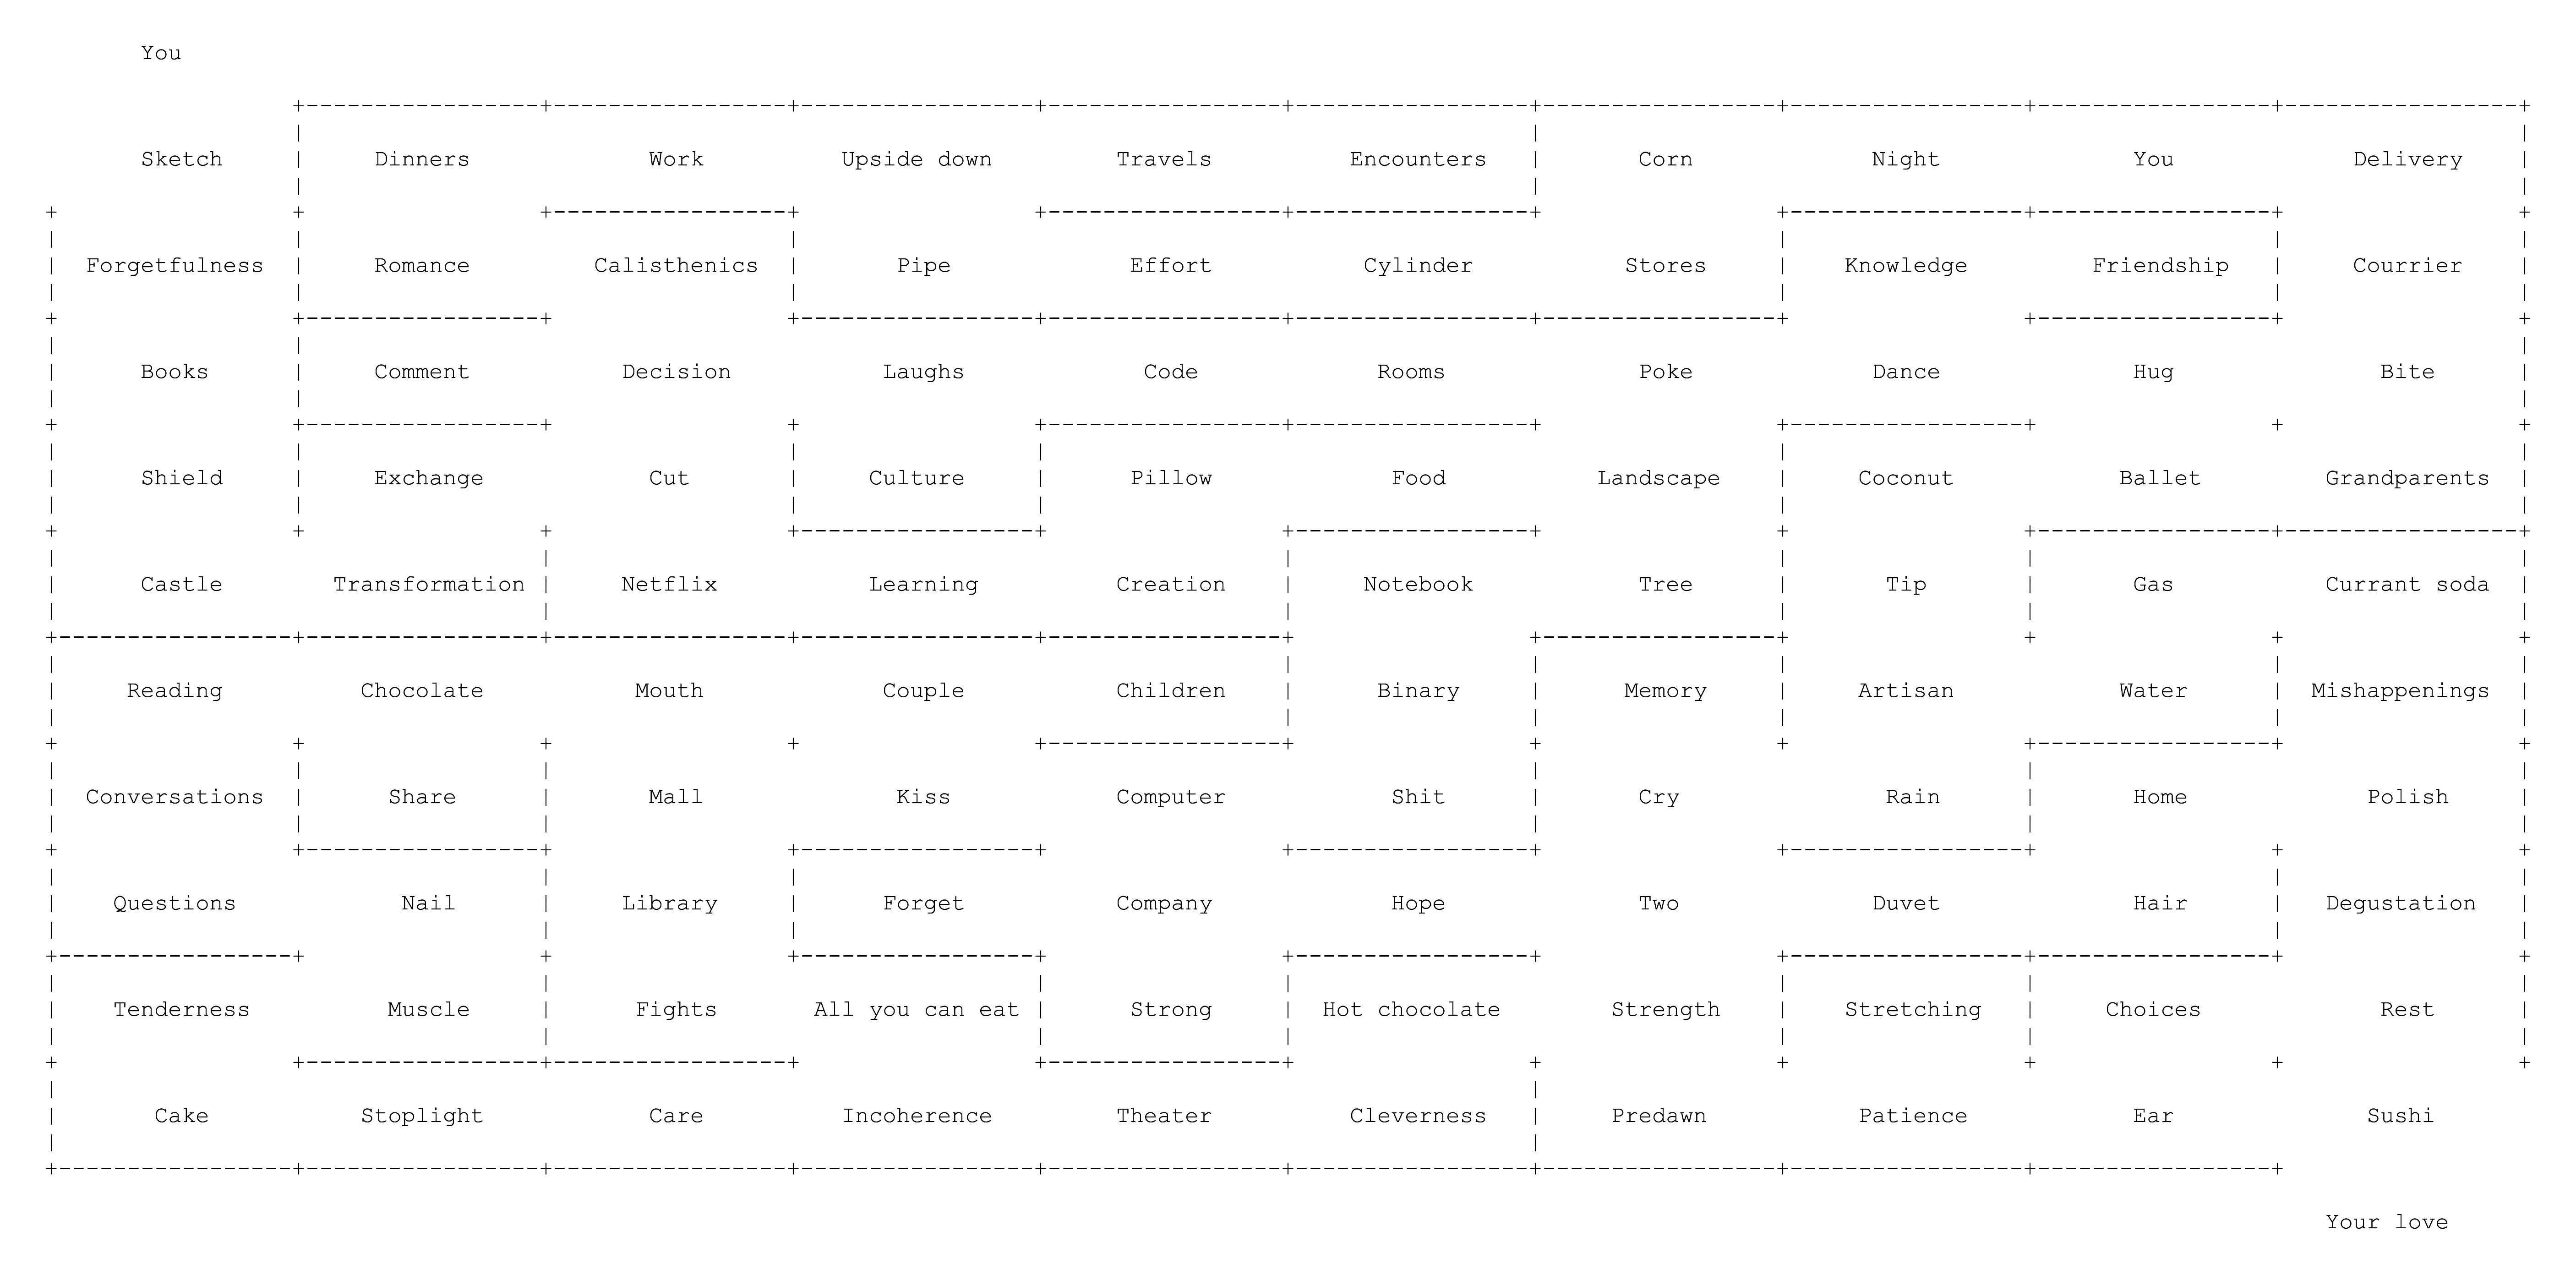 You
Sketch Dinners Work Upside down Travels Encounters Corn Night You Delivery
Forgetfulness Romance Calisthenics Pipe Effort Cylinder Stores Knowledge Friendship Courrier
Books Comment Decision Laughs Code Rooms Poke Dance Hug Bite
Shield Exchange Cut Culture Pillow Food Landscape Coconut Ballet Grandparents
Castle Transformation Netflix Learning Creation Notebook Tree Tip Gas Currant soda
Reading Chocolate Mouth Couple Children Binary Memory Artisan Water Mishappenings
Conversations Share Mall Kiss Computer Shit Cry Rain Home Polish
Questions Nail Library Forget Company Hope Two Duvet Hair Degustation
Tenderness Muscle Fights All you can eat Strong Hot chocolate Strength Stretching Choices Rest
Cake Stoplight Care Incoherence Theater Cleverness Predawn Patience Ear Sushi
Your love